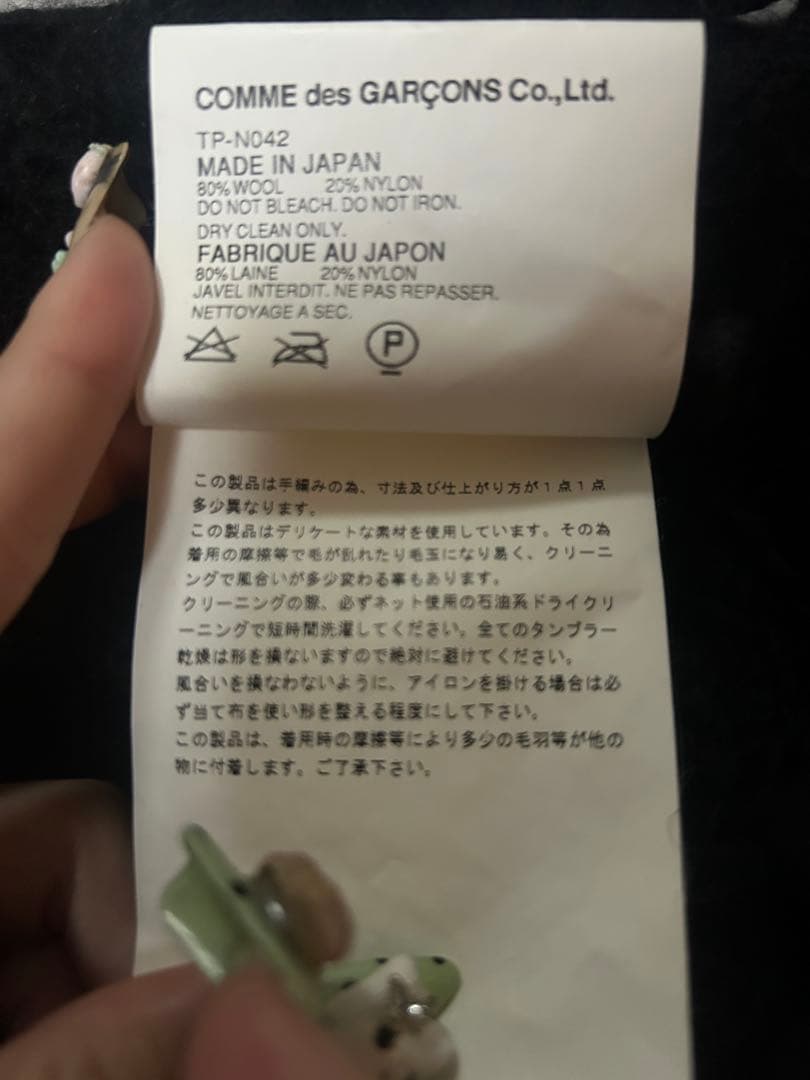 COMME des GARÇONS Co.,Ltd.
TP-N042
MADE IN JAPAN
80% WOOL 20% NYLON
DO NOT BLEACH. DO NOT IRON.
DRY CLEAN ONLY.
FABRIQUE AU JAPON
80% LAINE 20% NYLON
JAVEL INTERDIT. NE PAS REPASSER.
NETTOYAGE A SEC.
P
この製品は手編みの為、寸法及び仕上がり方が1点1点
多少異なります。
この製品はデリケートな素材を使用しています。その為
着用の摩擦等で毛が乱れたり毛玉になり易く、クリーニ
ングで風合いが多少変わる事もあります。
クリーニングの際、必ずネット使用の石油系ドライクリ
ーニングで短時間洗濯してください。全てのタンブラー
乾燥は形を損ないますので絶対に避けてください。
風合いを損なわないように、アイロンを掛ける場合は必
ず当て布を使い形を整える程度にして下さい。
この製品は、着用時の摩擦等により多少の毛羽等が他の
物に付着します。ご了承下さい。